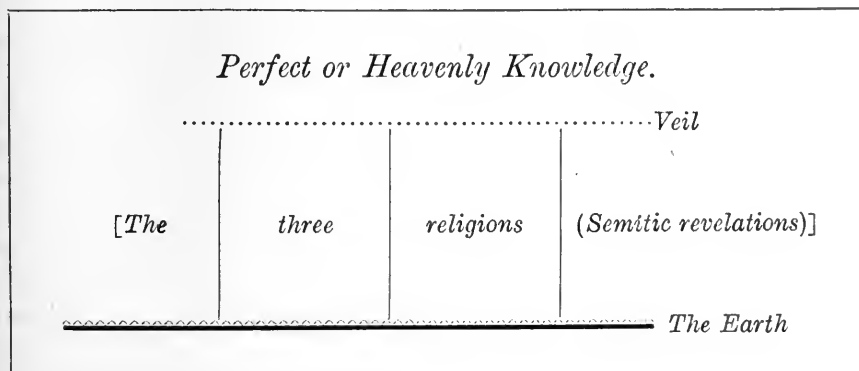 Perfect or Heavenly Knowledge.
Veil
[The three religions (Semitic revelations)]
The Earth